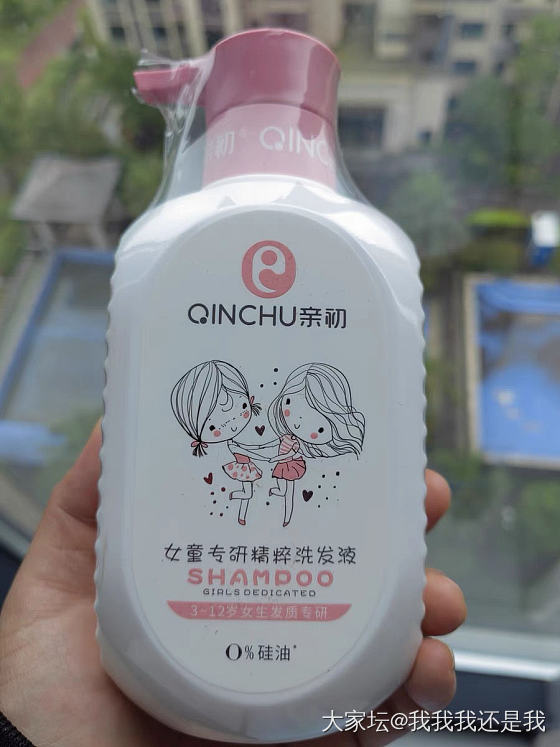 初 QINC
QINCHU亲初
女童专研精粹洗发液
SHAMPOO
GIRLS DEDICATED
3~12岁女生发质专研
0%硅油*
大家坛@我我我还是我